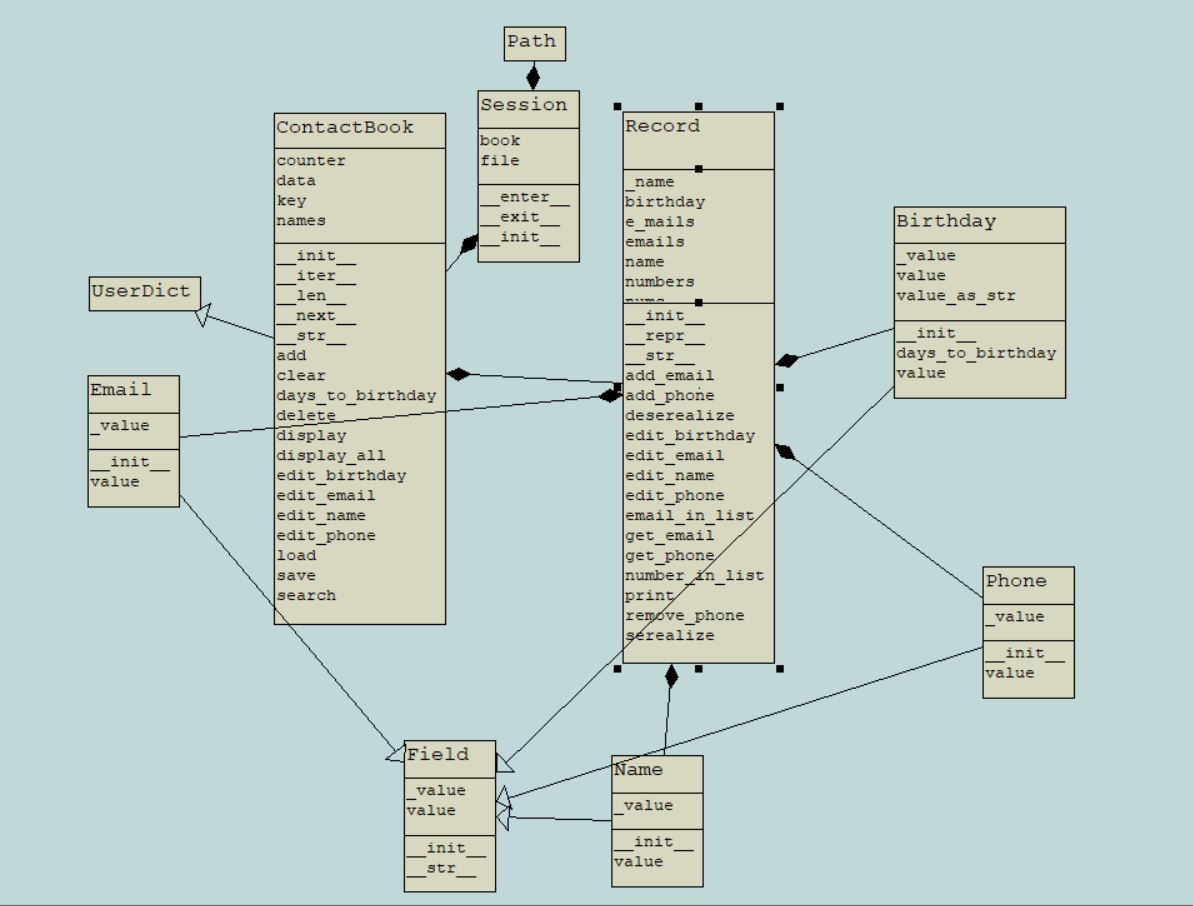 Path
Session
book
file
__enter__
__exit__
__init__
ContactBook
counter
data
key
names
__init__
__iter__
__len__
__next__
__str__
add
clear
days_to_birthday
delete
display
display_all
edit_birthday
edit_email
edit_name
edit_phone
load
save
search
Record
_name
birthday
e_mails
emails
name
numbers
__init__
__repr__
__str__
add_email
add_phone
deserealize
edit_birthday
edit_email
edit_name
edit_phone
email_in_list
get_email
get_phone
number_in_list
print
remove_phone
serealize
Birthday
_value
value
value_as_str
__init__
days_to_birthday
value
UserDict
Email
_value
__init__
value
Phone
_value
__init__
value
Field
_value
value
__init__
__str__
Name
_value
__init__
value